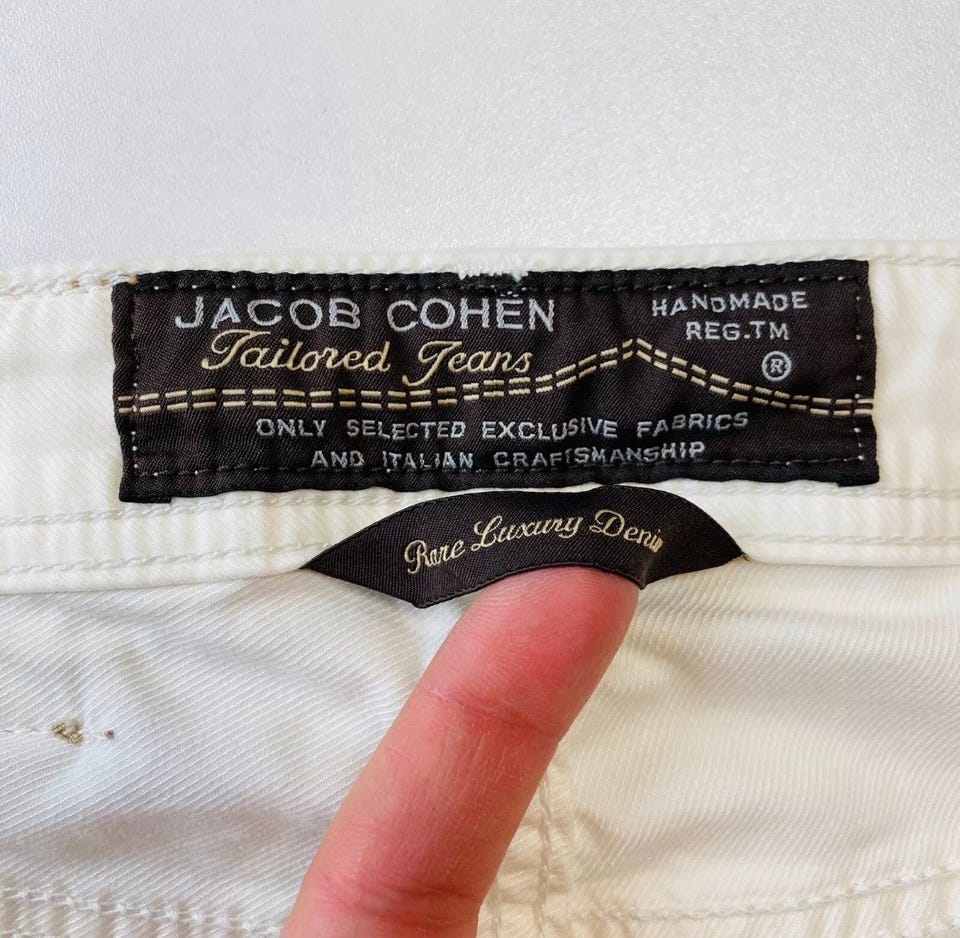 JACOB COHËN
Tailored Jeans
HANDMADE
REG.TM
®
ONLY SELECTED EXCLUSIVE FABRICS
AND ITALIAN CRAFTSMANSHIP
Rare Luxury Denim